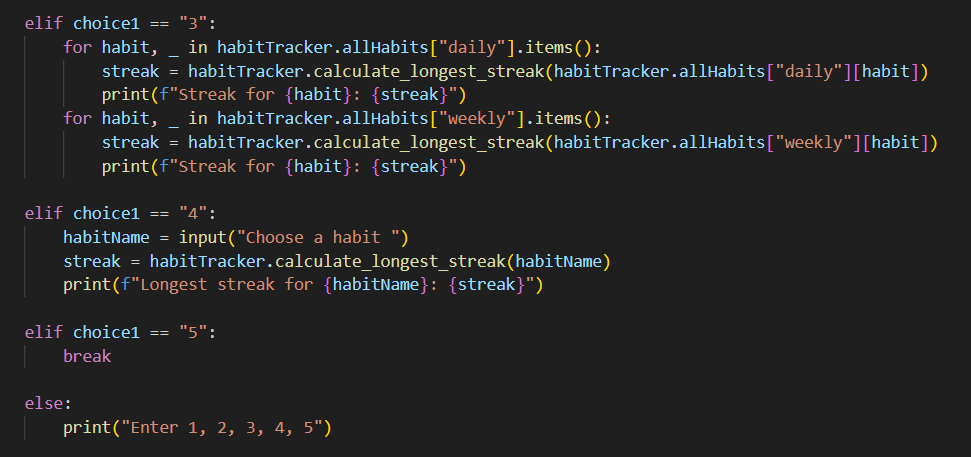 elif choice1 == "3":
    for habit, _ in habitTracker.allHabits["daily"].items():
        streak = habitTracker.calculate_longest_streak(habitTracker.allHabits["daily"][habit])
        print(f"Streak for {habit}: {streak}")
    for habit, _ in habitTracker.allHabits["weekly"].items():
        streak = habitTracker.calculate_longest_streak(habitTracker.allHabits["weekly"][habit])
        print(f"Streak for {habit}: {streak}")

elif choice1 == "4":
    habitName = input("Choose a habit ")
    streak = habitTracker.calculate_longest_streak(habitName)
    print(f"Longest streak for {habitName}: {streak}")

elif choice1 == "5":
    break

else:
    print("Enter 1, 2, 3, 4, 5")